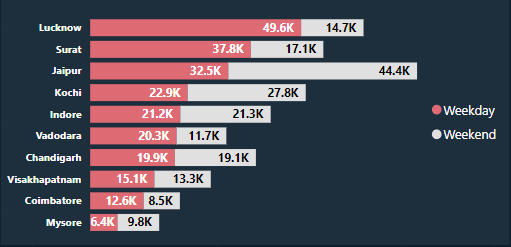 Lucknow 49.6K 14.7K
Surat 37.8K 17.1K
Jaipur 32.5K 44.4K
Kochi 22.9K 27.8K
Indore 21.2K 21.3K
Vadodara 20.3K 11.7K
Chandigarh 19.9K 19.1K
Visakhapatnam 15.1K 13.3K
Coimbatore 12.6K 8.5K
Mysore 6.4K 9.8K
Weekday
Weekend